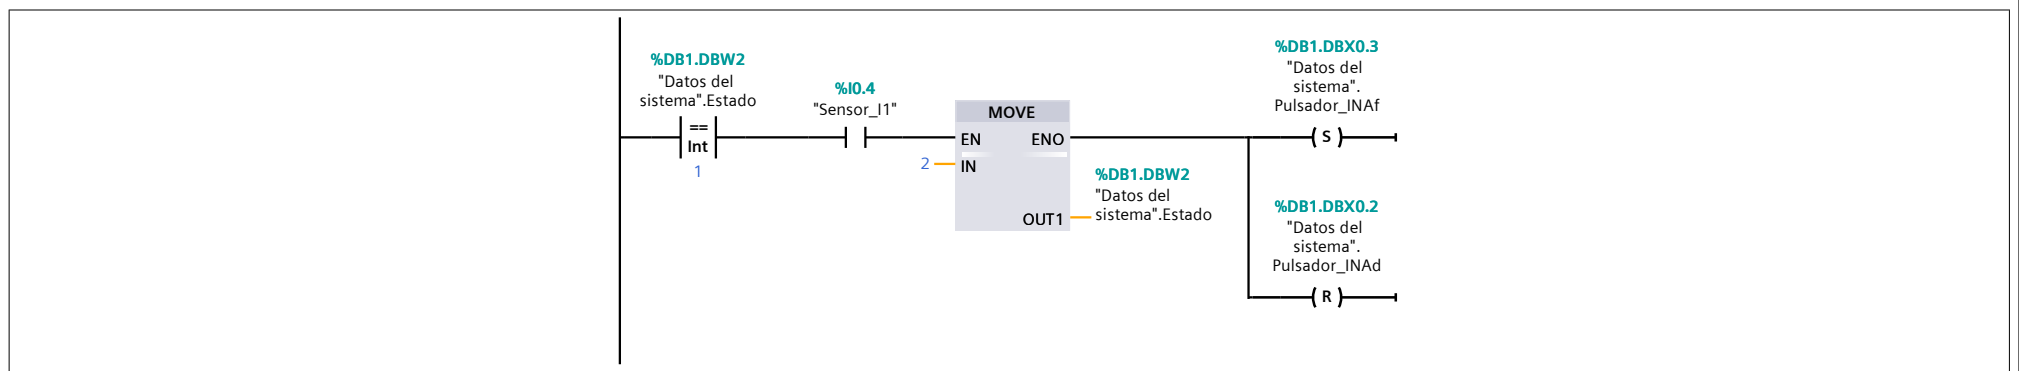 %DB1.DBW2
"Datos del
sistema".Estado
==
Int
1
%I0.4
"Sensor_I1"
MOVE
EN
ENO
2
IN
OUT1
%DB1.DBW2
"Datos del
sistema".Estado
%DB1.DBX0.3
"Datos del
sistema".
Pulsador_INAf
S
%DB1.DBX0.2
"Datos del
sistema".
Pulsador_INAd
R